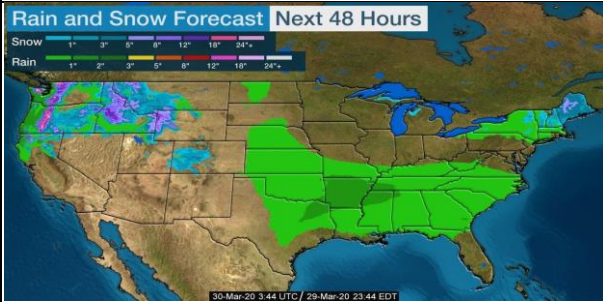 Rain and Snow Forecast Next 48 Hours
Snow 1" 3" 5" 8" 12" 18" 24"+
Rain 1" 2" 3" 5" 8" 12" 18" 24"+
30-Mar-20 3:44 UTC / 29-Mar-20 23:44 EDT